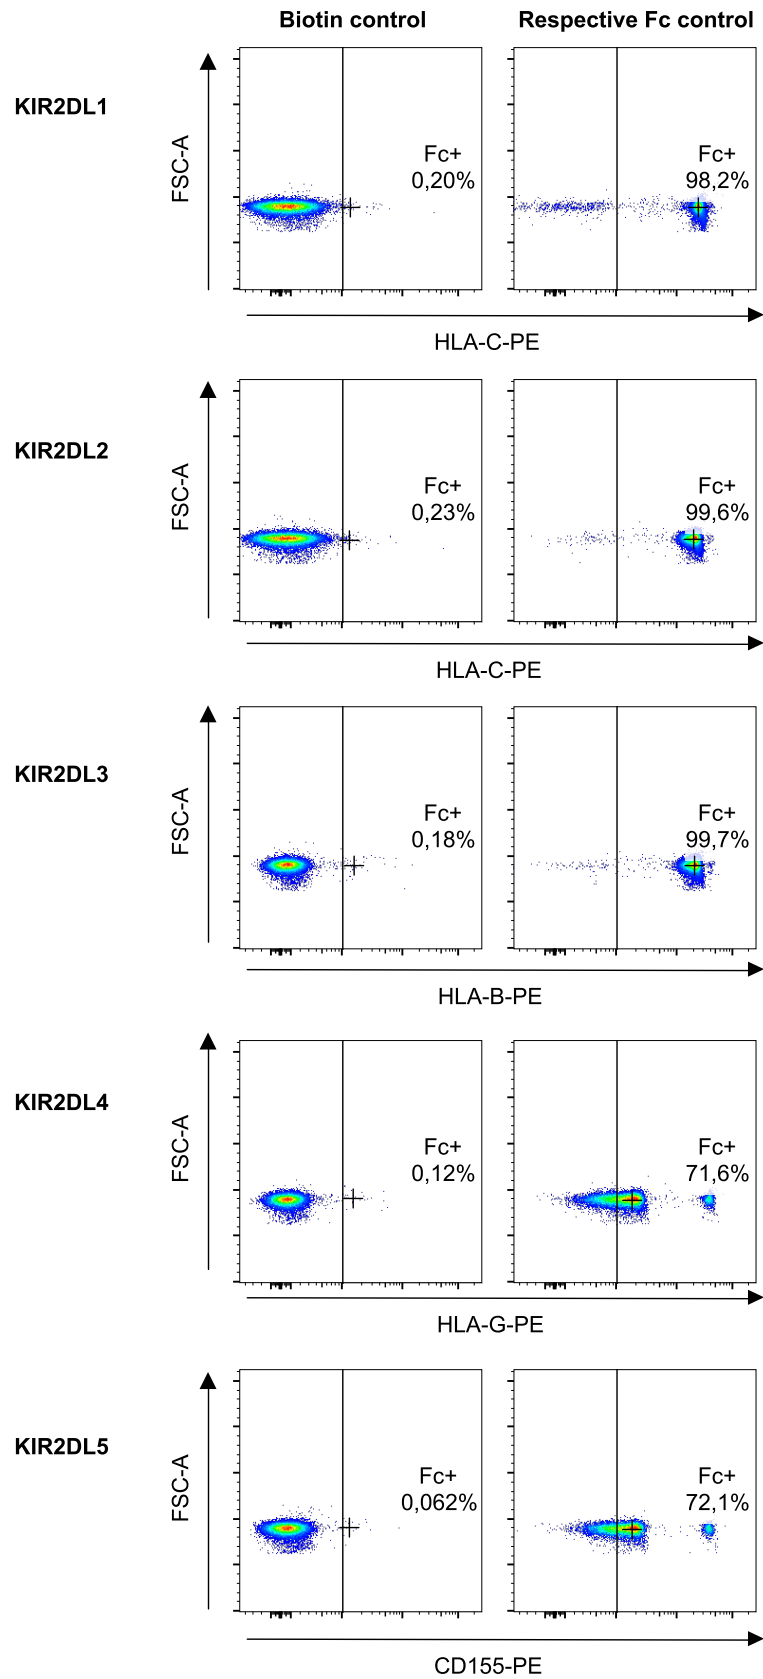 Biotin control Respective Fc control
KIR2DL1
FSC-A
Fc+
0,20%
Fc+
98,2%
HLA-C-PE
KIR2DL2
FSC-A
Fc+
0,23%
Fc+
99,6%
HLA-C-PE
KIR2DL3
FSC-A
Fc+
0,18%
Fc+
99,7%
HLA-B-PE
KIR2DL4
FSC-A
Fc+
0,12%
Fc+
71,6%
HLA-G-PE
KIR2DL5
FSC-A
Fc+
0,062%
Fc+
72,1%
CD155-PE